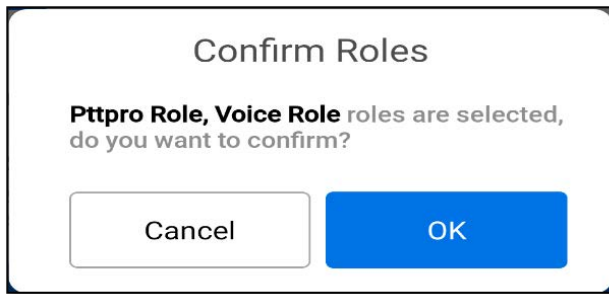 Confirm Roles
Pttpro Role, Voice Role roles are selected,
do you want to confirm?
Cancel
OK